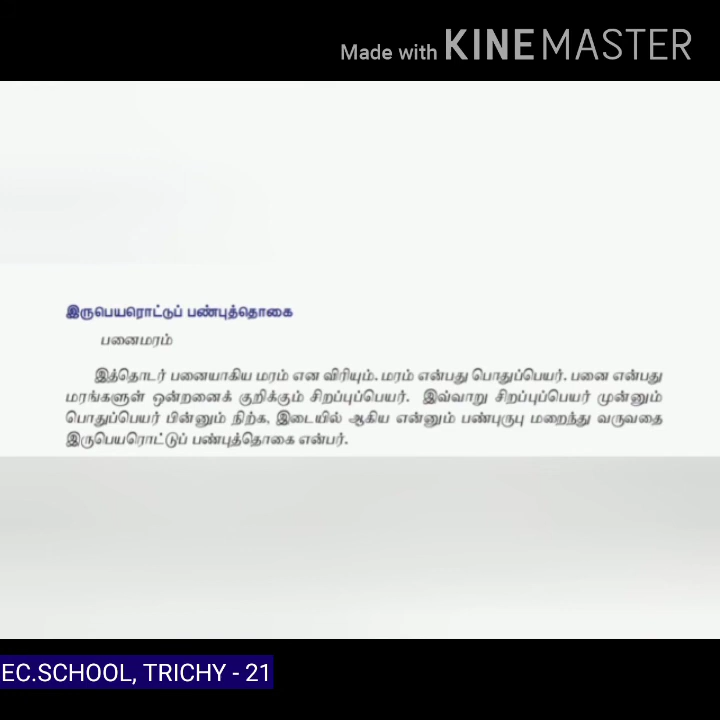 Made with KINEMASTER
இருபெயரொட்டுப் பண்புத்தொகை
பனைமரம்
இத்தொடர் பனையாகிய மரம் என விரியும். மரம் என்பது பொதுப்பெயர். பனை என்பது
மரங்களுள் ஒன்றனைக் குறிக்கும் சிறப்புப்பெயர். இவ்வாறு சிறப்புப்பெயர் முன்னும்
பொதுப்பெயர் பின்னும் நிற்க, இடையில் ஆகிய என்னும் பண்புருபு மறைந்து வருவதை
இருபெயரொட்டுப் பண்புத்தொகை என்பர்.
EC.SCHOOL, TRICHY - 21